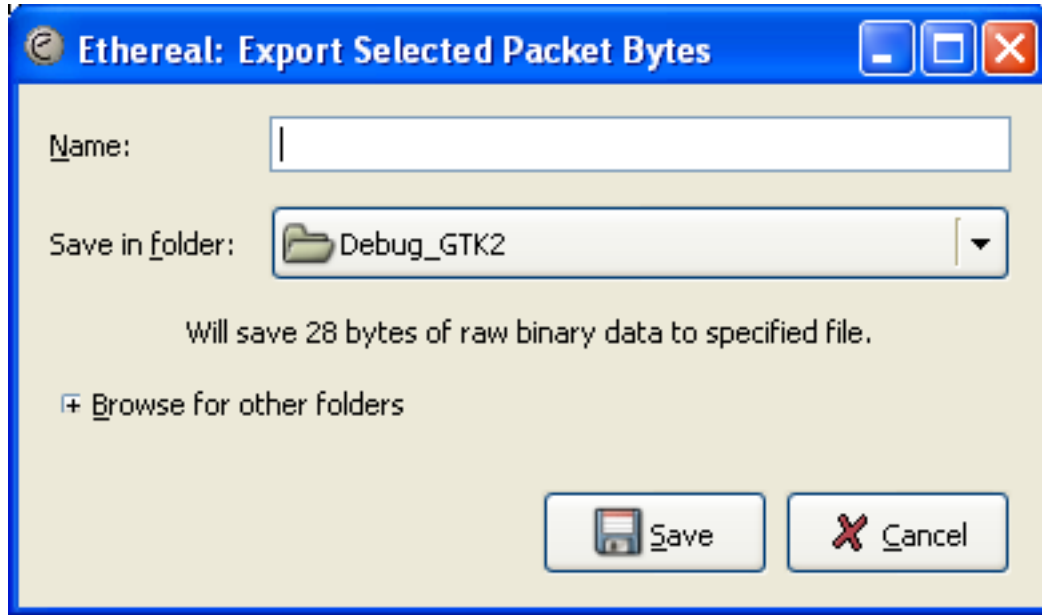 Ethereal: Export Selected Packet Bytes
Name:
Save in folder: Debug_GTK2
Will save 28 bytes of raw binary data to specified file.
Browse for other folders
Save Cancel